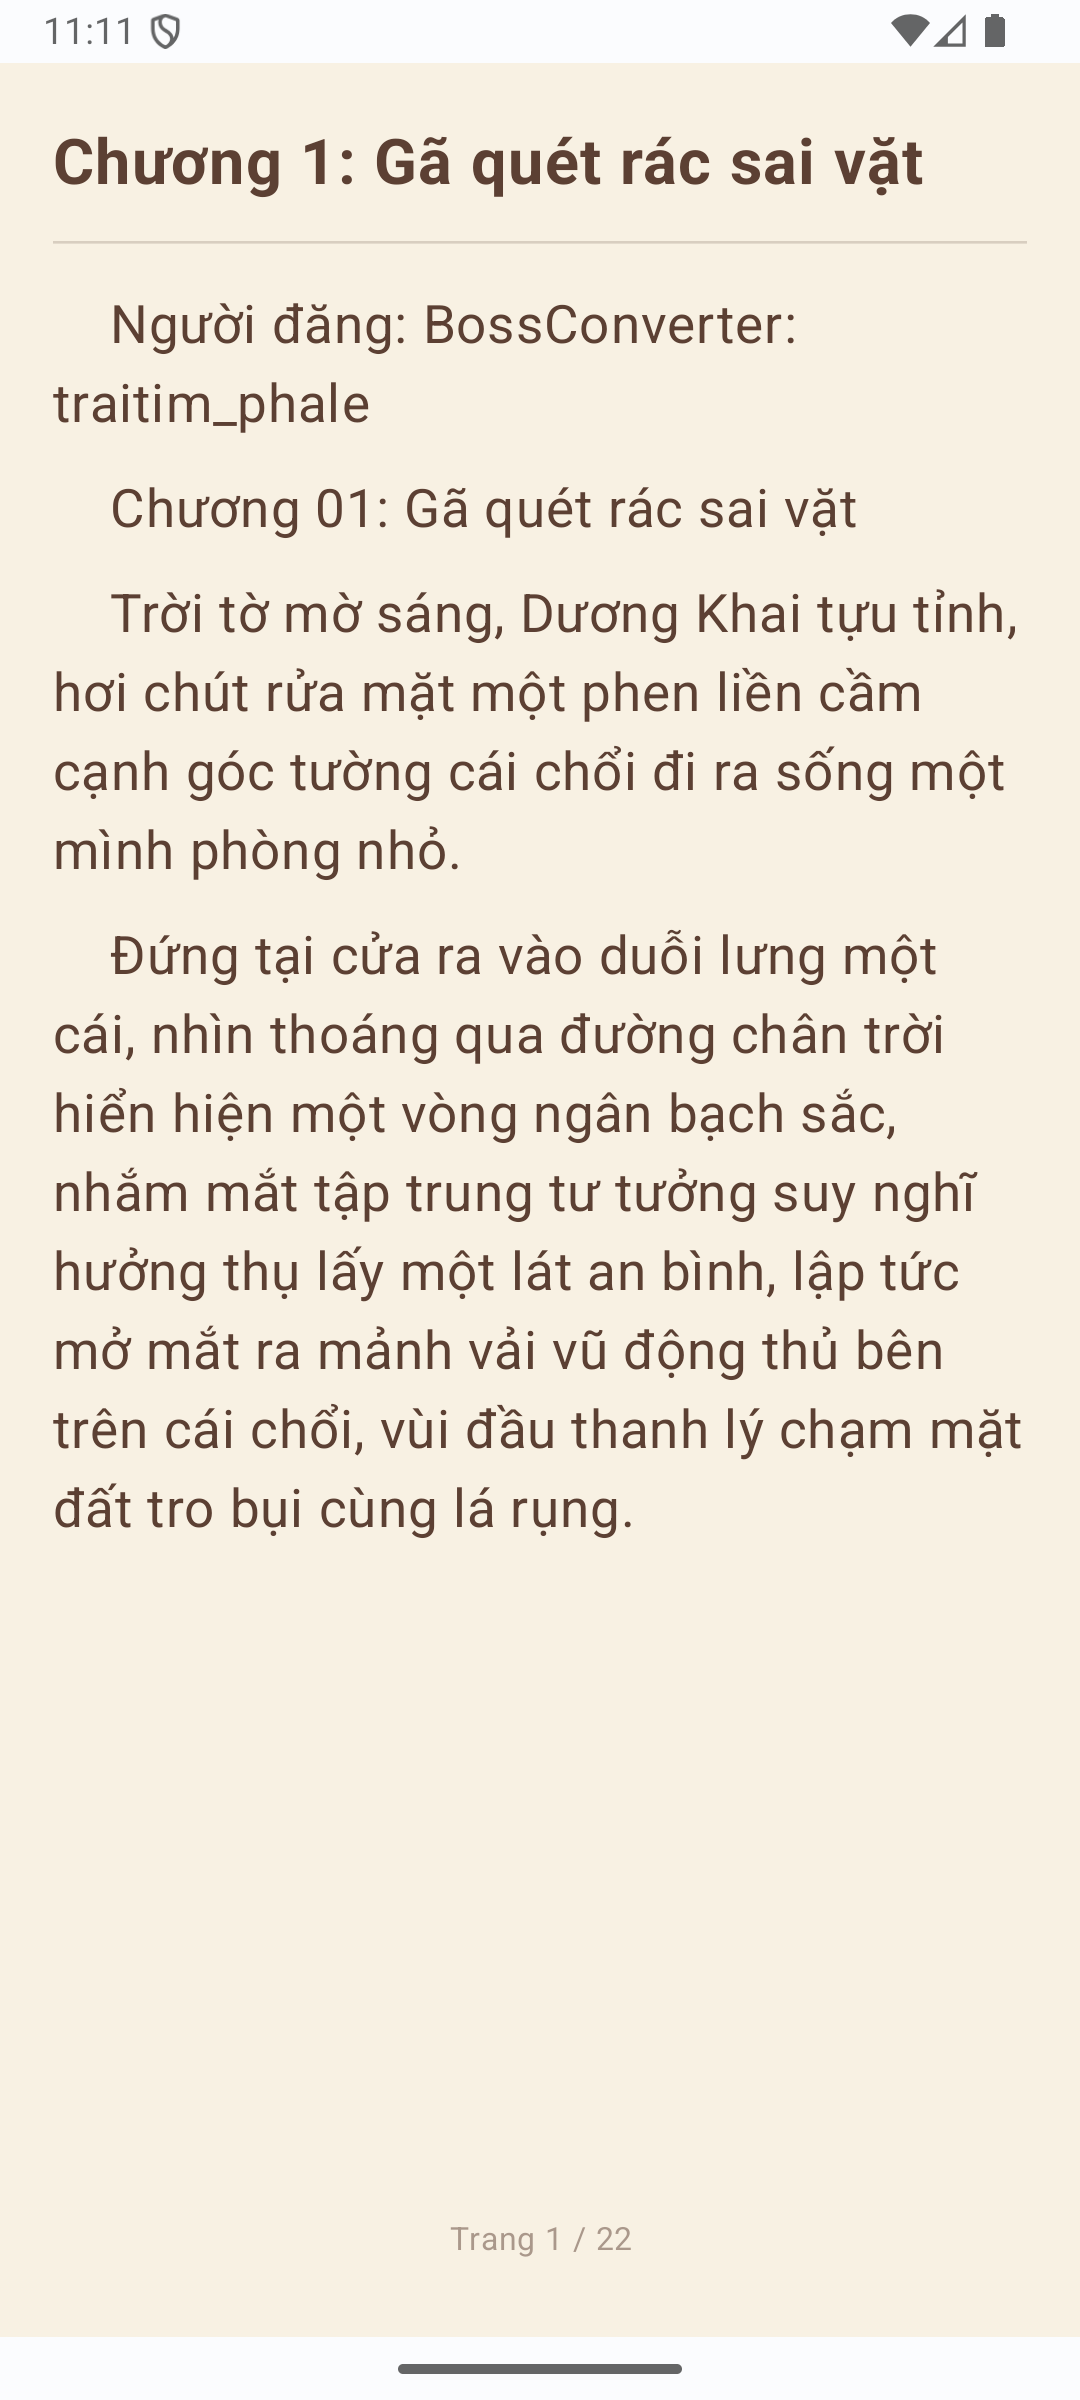 11:11
Chương 1: Gã quét rác sai vặt
Người đăng: BossConverter:
traitim_phale
Chương 01: Gã quét rác sai vặt
Trời tờ mờ sáng, Dương Khai tựu tỉnh,
hơi chút rửa mặt một phen liền cầm
cạnh góc tường cái chổi đi ra sống một
mình phòng nhỏ.
Đứng tại cửa ra vào duỗi lưng một
cái, nhìn thoáng qua đường chân trời
hiển hiện một vòng ngân bạch sắc,
nhắm mắt tập trung tư tưởng suy nghĩ
hưởng thụ lấy một lát an bình, lập tức
mở mắt ra mảnh vải vũ động thủ bên
trên cái chổi, vùi đầu thanh lý chạm mặt
đất tro bụi cùng lá rụng.
Trang 1 / 22